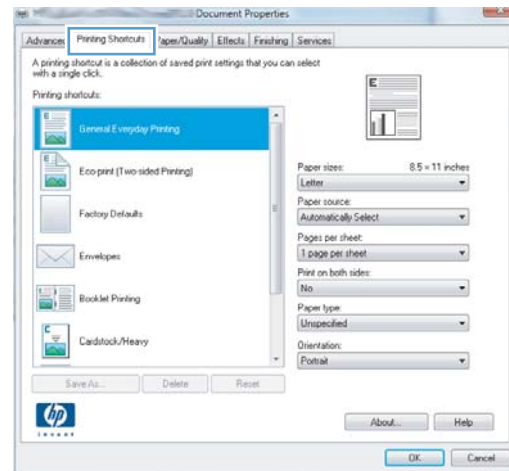 Document Properties
Advanced Printing Shortcuts Paper/Quality Effects Finishing Services
A printing shortcut is a collection of saved print settings that you can select
with a single click.
Printing shortcuts:
General Everyday Printing
Eco-print (Two-sided Printing)
Factory Defaults
Envelopes
Booklet Printing
Cardstock/Heavy
Save As... Delete Reset
E
Paper sizes: 8.5 × 11 inches
Letter
Paper source:
Automatically Select
Pages per sheet:
1 page per sheet
Print on both sides:
No
Paper type:
Unspecified
Orientation:
Portrait
hp
invent
About... Help
OK Cancel